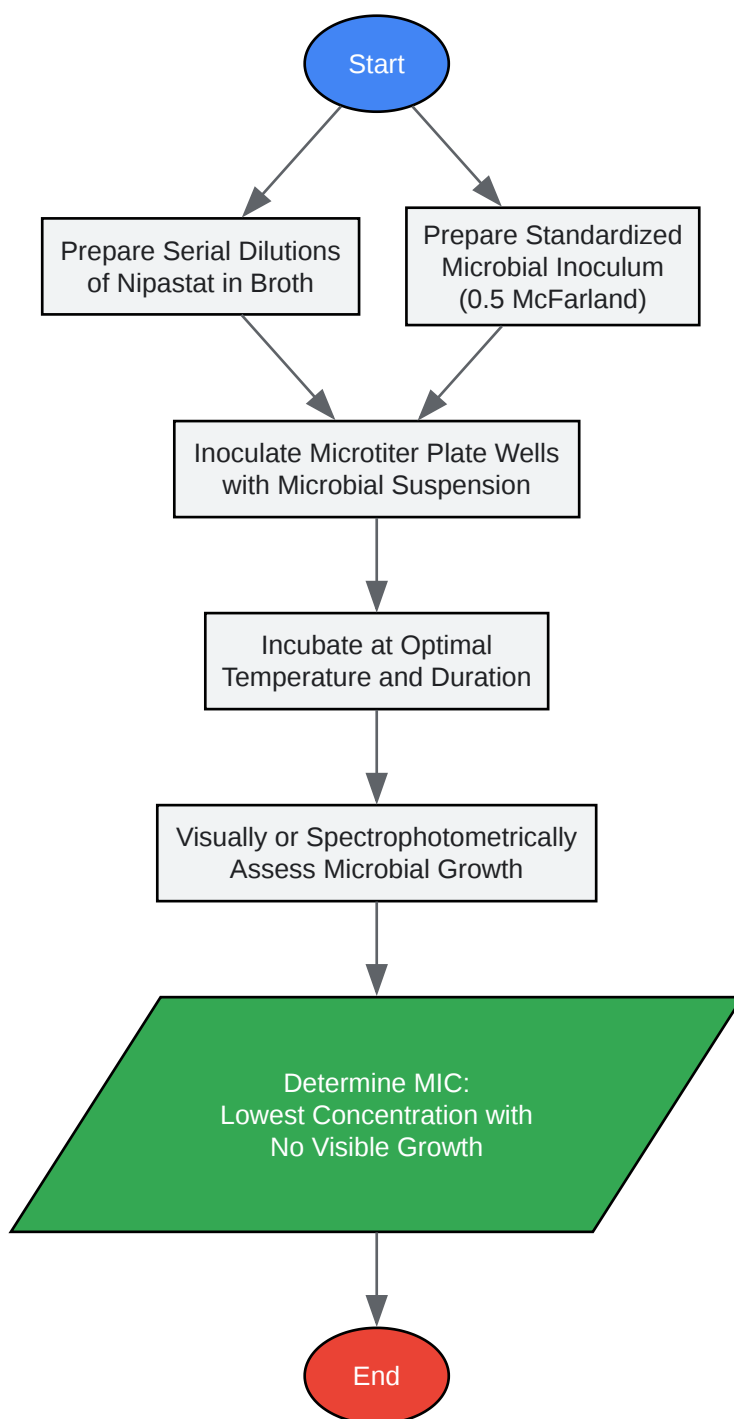 Start
Prepare Serial Dilutions
of Nipastat in Broth
Prepare Standardized
Microbial Inoculum
(0.5 McFarland)
Inoculate Microtiter Plate Wells
with Microbial Suspension
Incubate at Optimal
Temperature and Duration
Visually or Spectrophotometrically
Assess Microbial Growth
Determine MIC:
Lowest Concentration with
No Visible Growth
End